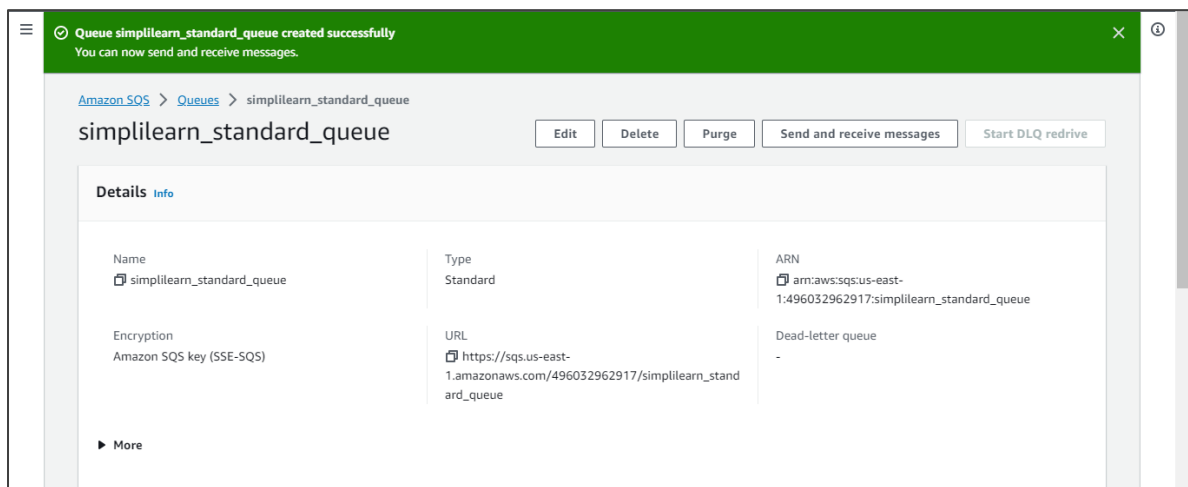 Queue simplilearn_standard_queue created successfully
You can now send and receive messages.
Amazon SQS > Queues > simplilearn_standard_queue
simplilearn_standard_queue
Edit Delete Purge Send and receive messages Start DLQ redrive
Details Info
Name
simplilearn_standard_queue
Type
Standard
ARN
arn:aws:sqs:us-east-
1:496032962917:simplilearn_standard_queue
Encryption
Amazon SQS key (SSE-SQS)
URL
https://sqs.us-east-
1.amazonaws.com/496032962917/simplilearn_stand
ard_queue
Dead-letter queue
-
More